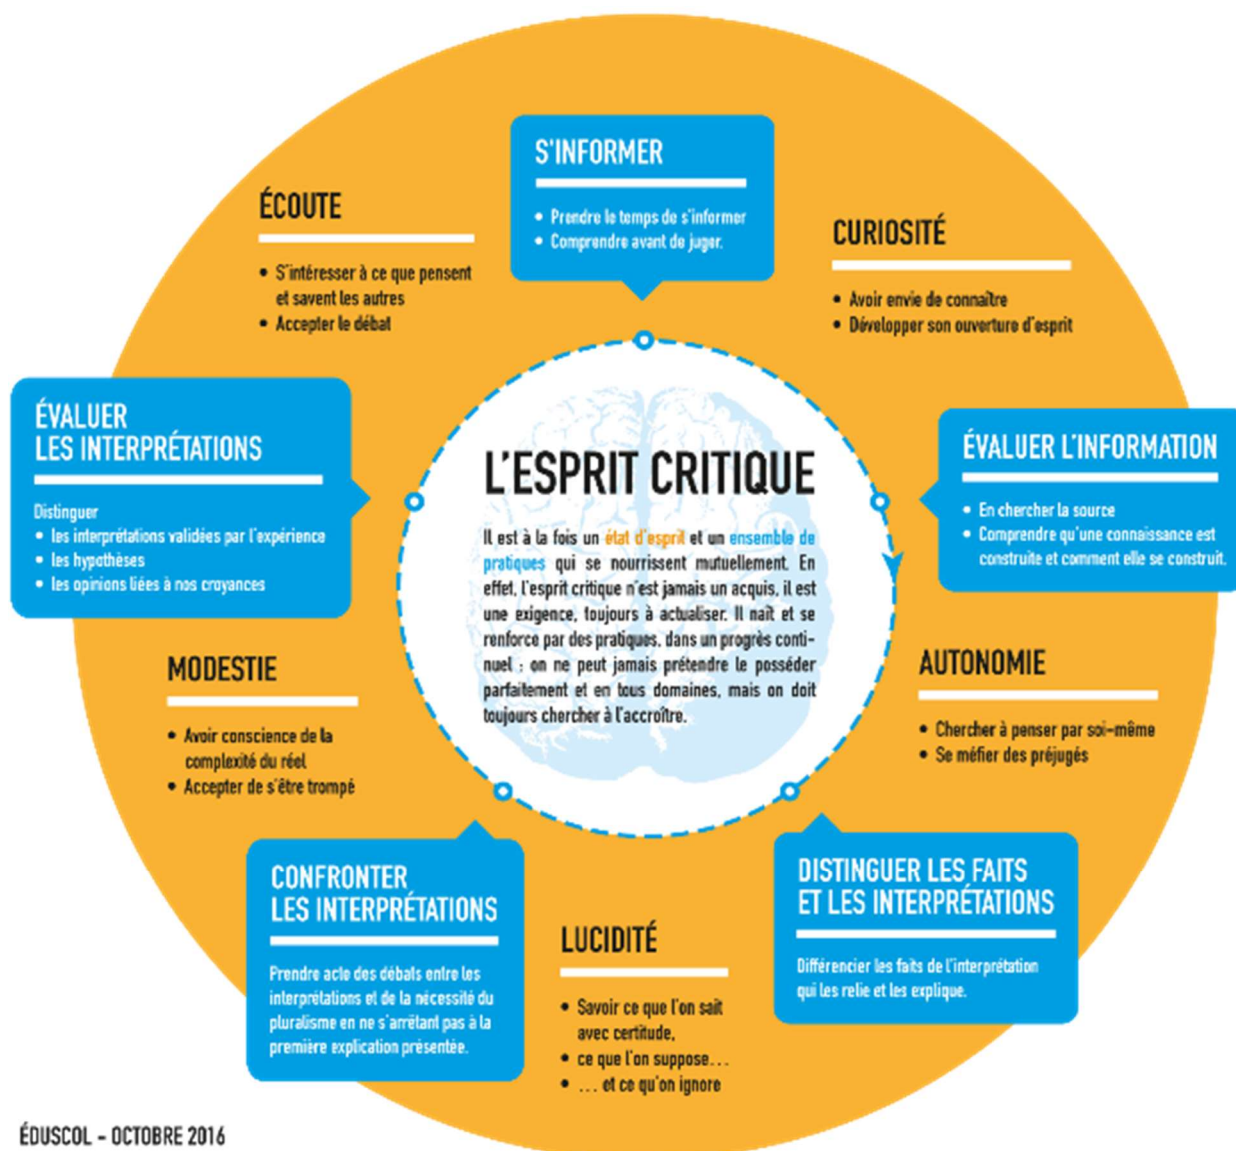 S'INFORMER
• Prendre le temps de s'informer
• Comprendre avant de juger.
CURIOSITÉ
• Avoir envie de connaître
• Développer son ouverture d'esprit
ÉVALUER L'INFORMATION
• En chercher la source
• Comprendre qu'une connaissance est
construite et comment elle se construit.
AUTONOMIE
• Chercher à penser par soi-même
• Se méfier des préjugés
DISTINGUER LES FAITS
ET LES INTERPRÉTATIONS
Différencier les faits de l'interprétation
qui les relie et les explique.
LUCIDITÉ
• Savoir ce que l'on sait
avec certitude,
• ce que l'on suppose...
• ... et ce qu'on ignore
CONFRONTER
LES INTERPRÉTATIONS
Prendre acte des débats entre les
interprétations et de la nécessité du
pluralisme en ne s'arrêtant pas à la
première explication présentée.
MODESTIE
• Avoir conscience de la
complexité du réel
• Accepter de s'être trompé
ÉVALUER
LES INTERPRÉTATIONS
Distinguer
• les interprétations validées par l'expérience
• les hypothèses
• les opinions liées à nos croyances
ÉCOUTE
• S'intéresser à ce que pensent
et savent les autres
• Accepter le débat
L'ESPRIT CRITIQUE
Il est à la fois un état d'esprit et un ensemble de
pratiques qui se nourrissent mutuellement. En
effet, l'esprit critique n'est jamais un acquis, il est
une exigence, toujours à actualiser. Il naît et se
renforce par des pratiques, dans un progrès conti-
nuel : on ne peut jamais prétendre le posséder
parfaitement et en tous domaines, mais on doit
toujours chercher à l'accroître.
ÉDUSCOL - OCTOBRE 2016